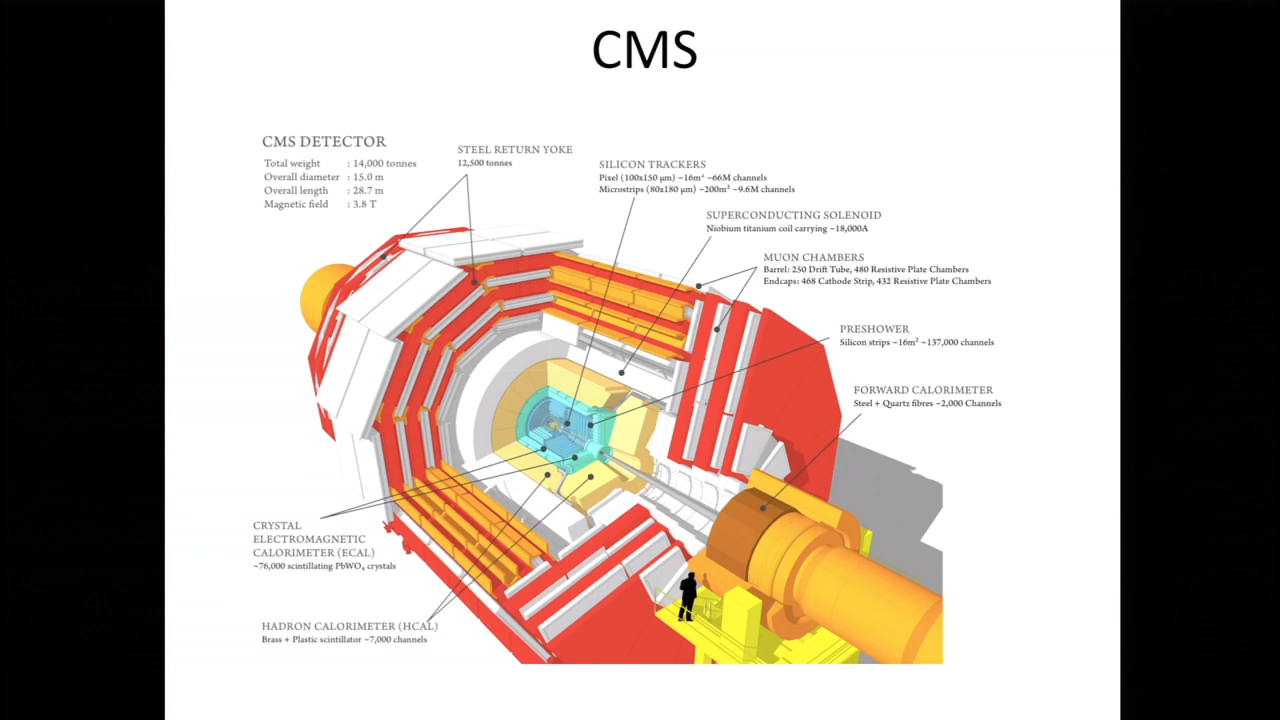 CMS
CMS DETECTOR
Total weight : 14,000 tonnes
Overall diameter : 15.0 m
Overall length : 28.7 m
Magnetic field : 3.8 T
STEEL RETURN YOKE
12,500 tonnes
SILICON TRACKERS
Pixel (100x150 μm) ~16m² ~66M channels
Microstrips (80x180 μm) ~200m² ~9.6M channels
SUPERCONDUCTING SOLENOID
Niobium titanium coil carrying ~18,000A
MUON CHAMBERS
Barrel: 250 Drift Tube, 480 Resistive Plate Chambers
Endcaps: 468 Cathode Strip, 432 Resistive Plate Chambers
PRESHOWER
Silicon strips ~16m² ~137,000 channels
FORWARD CALORIMETER
Steel + Quartz fibres ~2,000 Channels
CRYSTAL
ELECTROMAGNETIC
CALORIMETER (ECAL)
~76,000 scintillating PbWO₄ crystals
HADRON CALORIMETER (HCAL)
Brass + Plastic scintillator ~7,000 channels